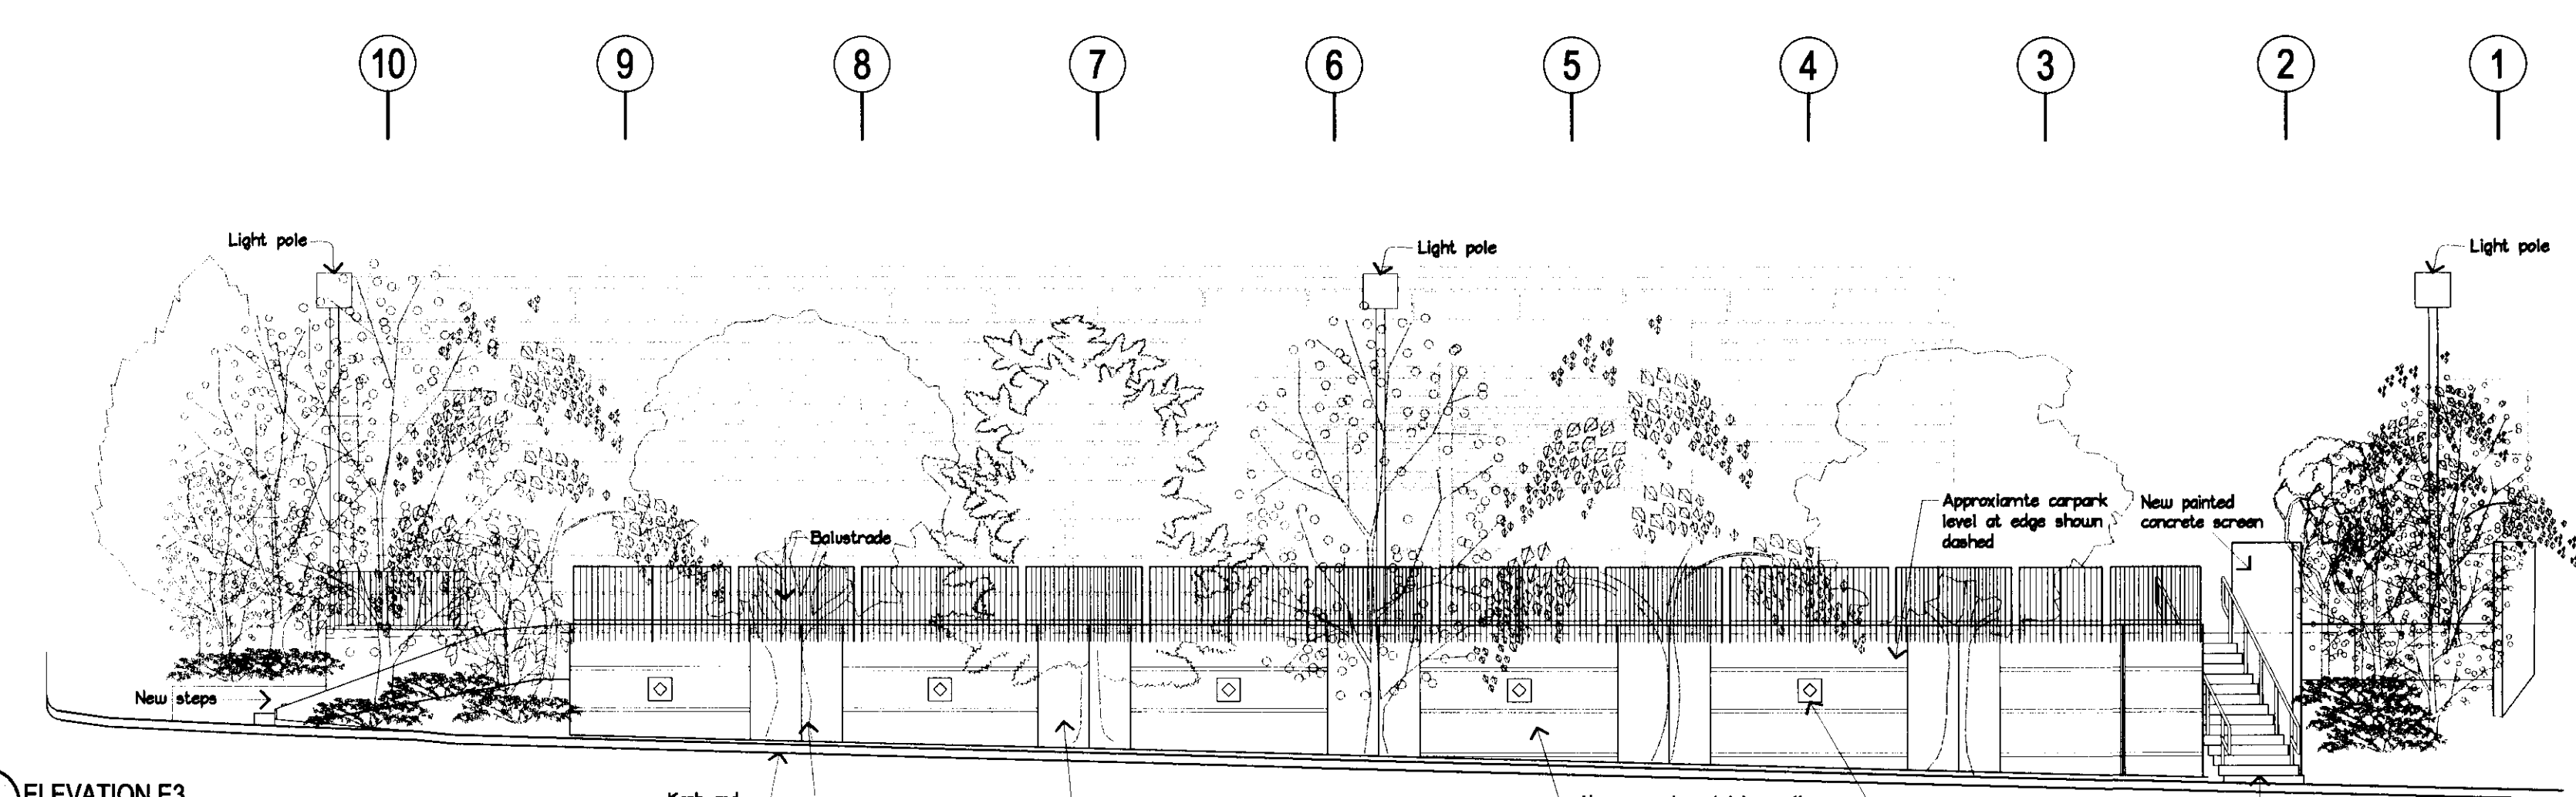 10 9 8 7 6 5 4 3 2 1
Light pole
Light pole
Light pole
Approxiamte carpark
level at edge shown
dashed
New painted
concrete screen
Balustrade
New steps
ELEVATION E3